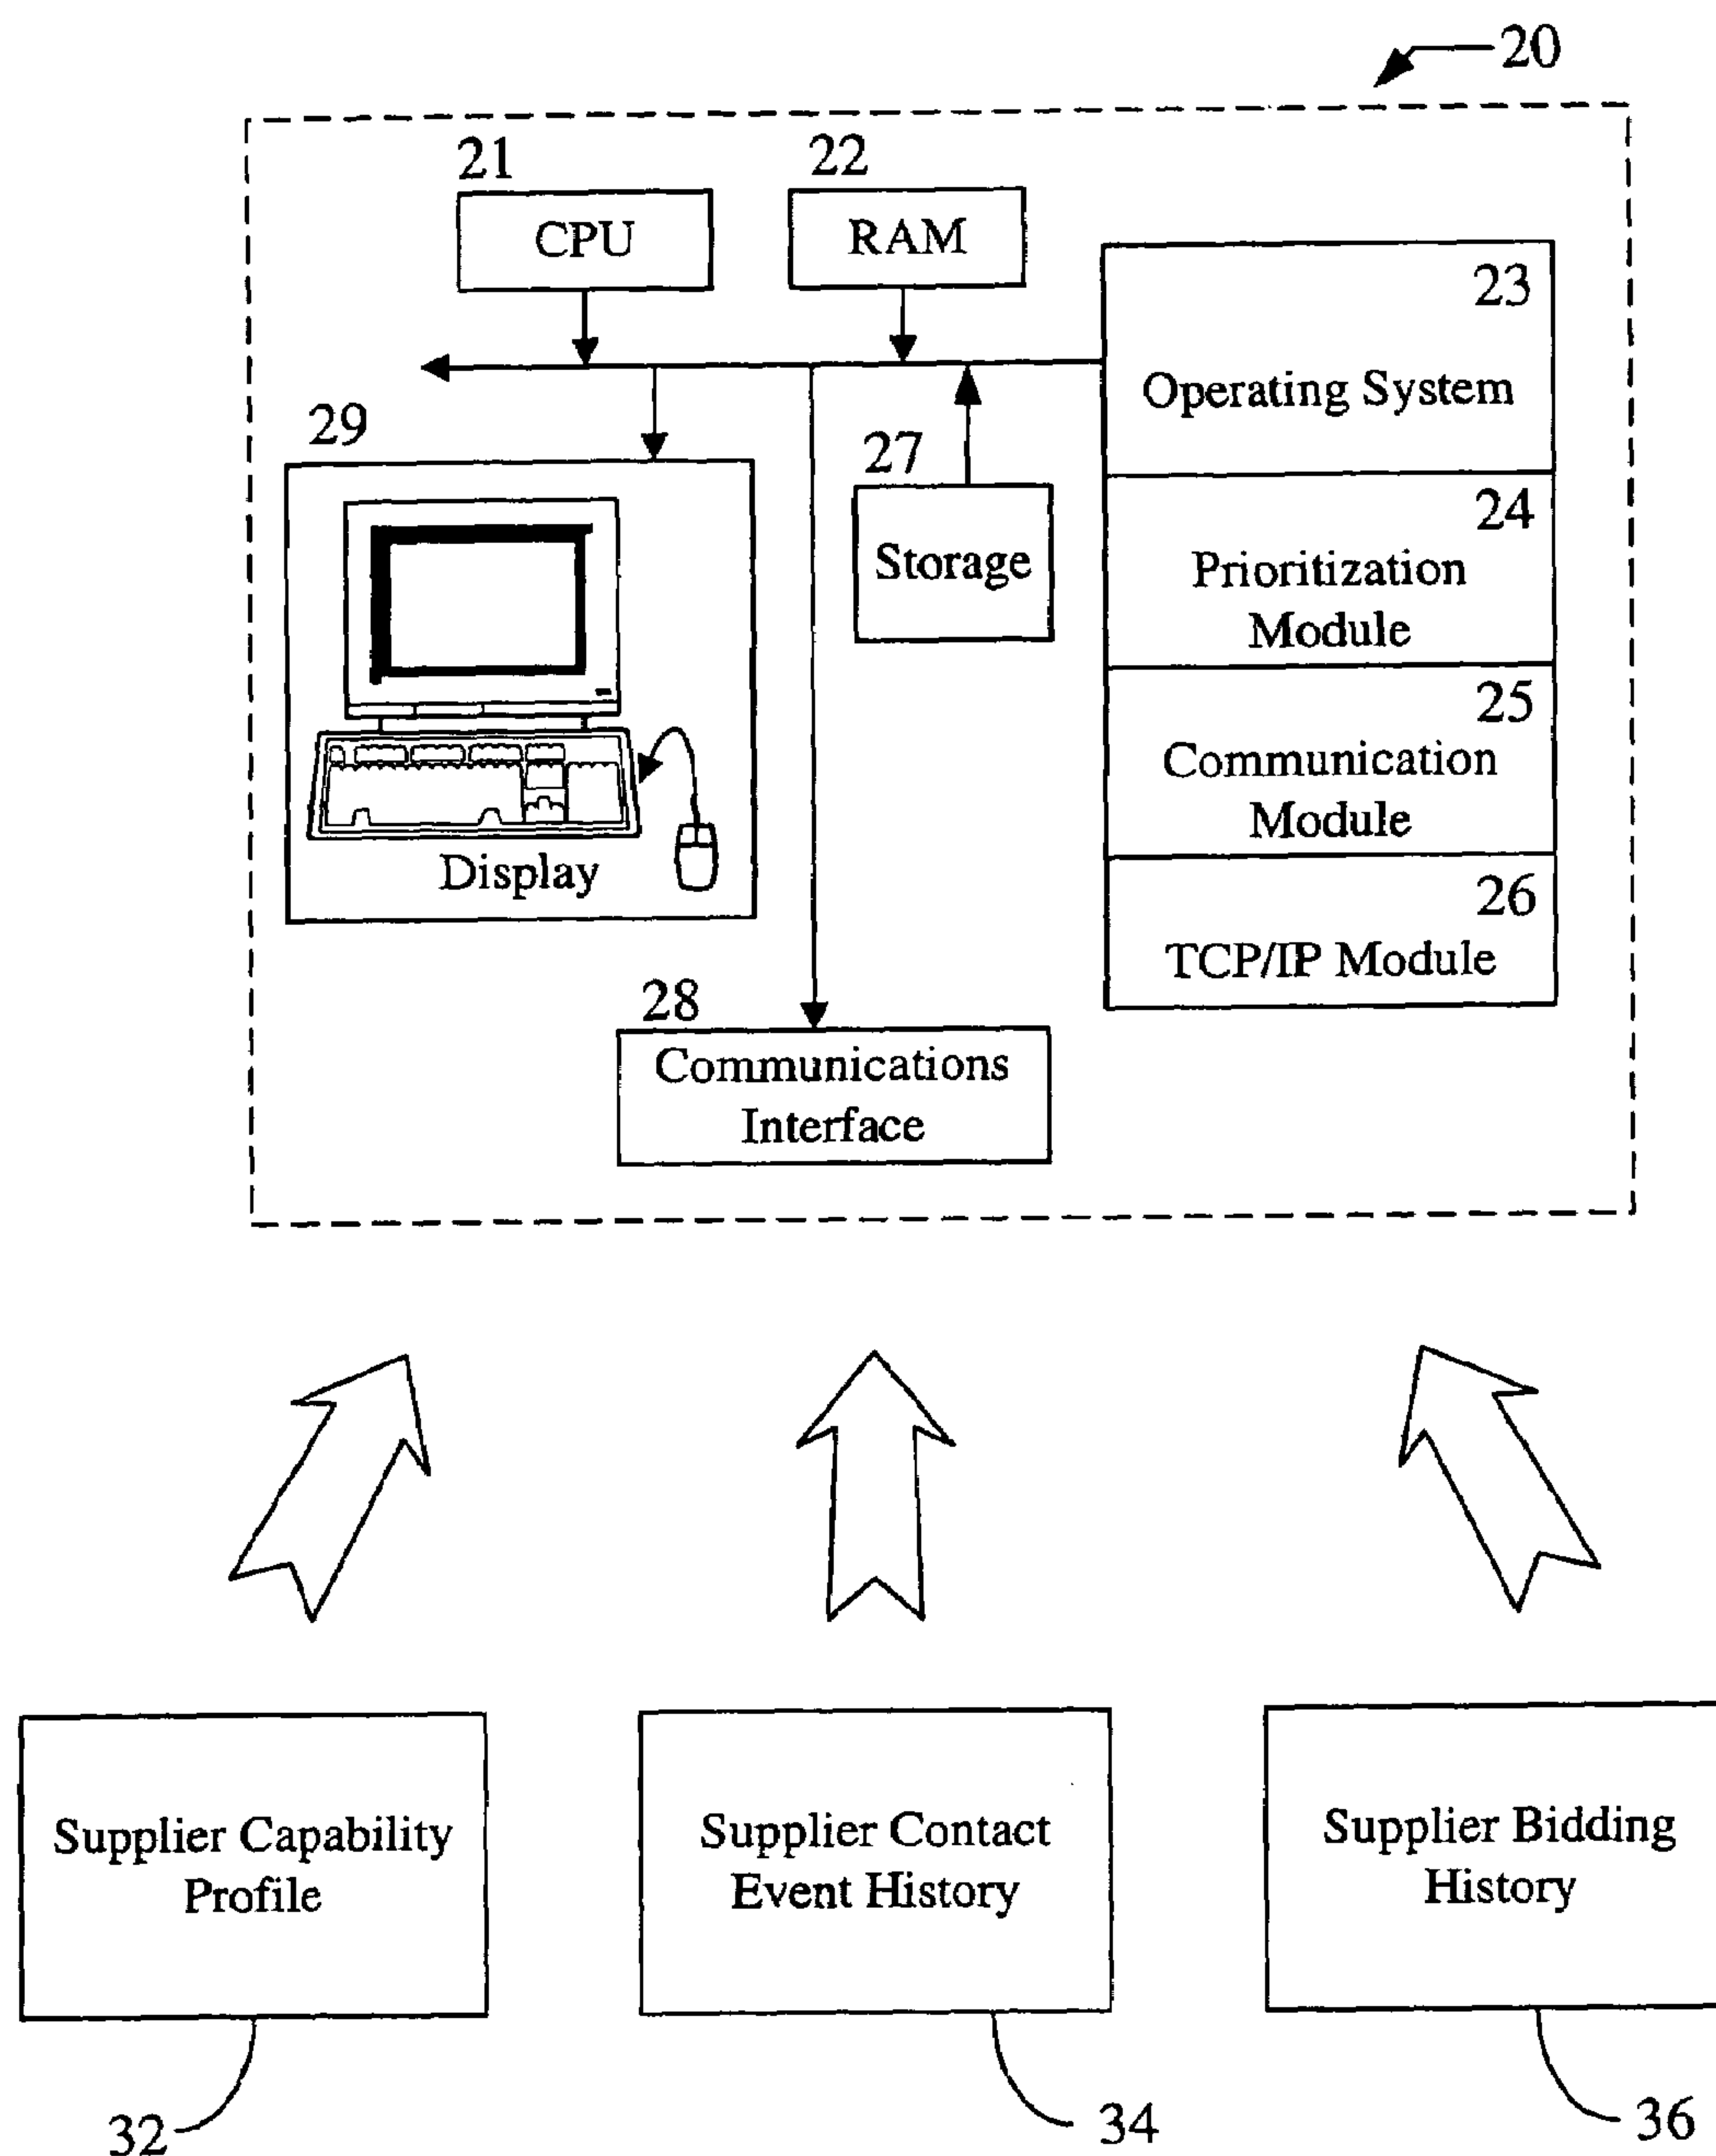 20
21
22
CPU
RAM
23
Operating System
29
27
24
Storage
Prioritization
Module
25
Communication
Module
Display
26
TCP/IP Module
28
Communications
Interface
Supplier Capability
Profile
Supplier Contact
Event History
Supplier Bidding
History
32
34
36